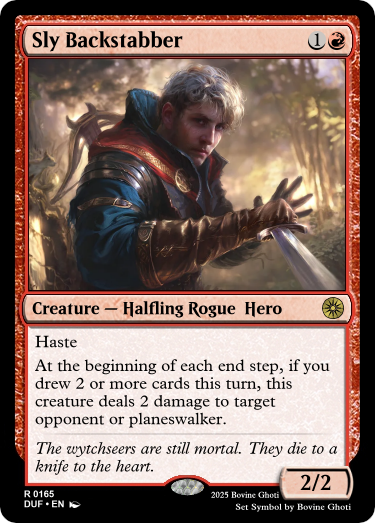 Sly Backstabber 1
Creature — Halfling Rogue Hero
Haste
At the beginning of each end step, if you
drew 2 or more cards this turn, this
creature deals 2 damage to target
opponent or planeswalker.
The wytchseers are still mortal. They die to a
knife to the heart.
2/2
R 0165
DUF • EN
2025 Bovine Ghoti
Set Symbol by Bovine Ghoti